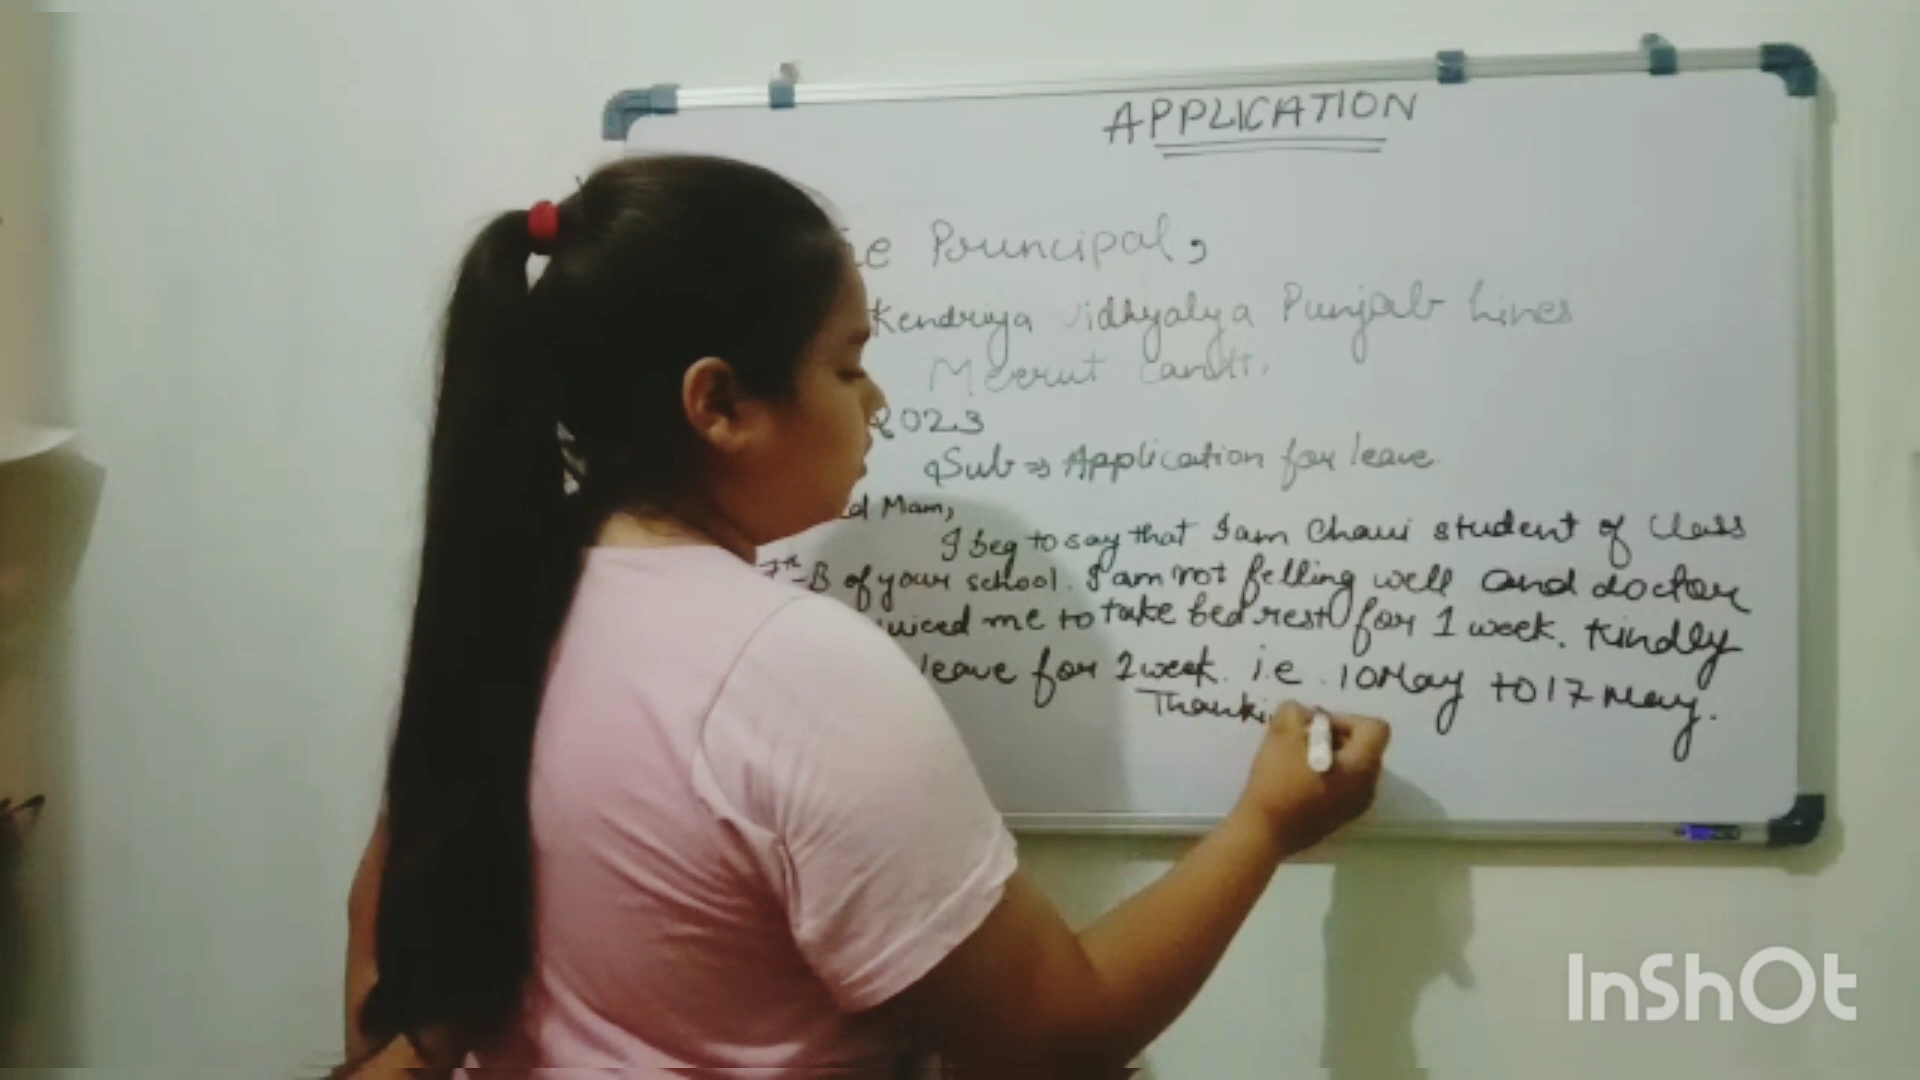 APPLICATION
Principal,
Kendriya Vidhyalya Punjab Lines
Meerut Cantt.
2023
Sub => Application for leave
Mam,
I beg to say that I am Chavi student of class
7th-B of your school. I am not felling well and doctor
me to take bed rest for 1 week. Kindly
leave for 1 week. i.e. 10 May to 17 May.
Thanki
InShOt